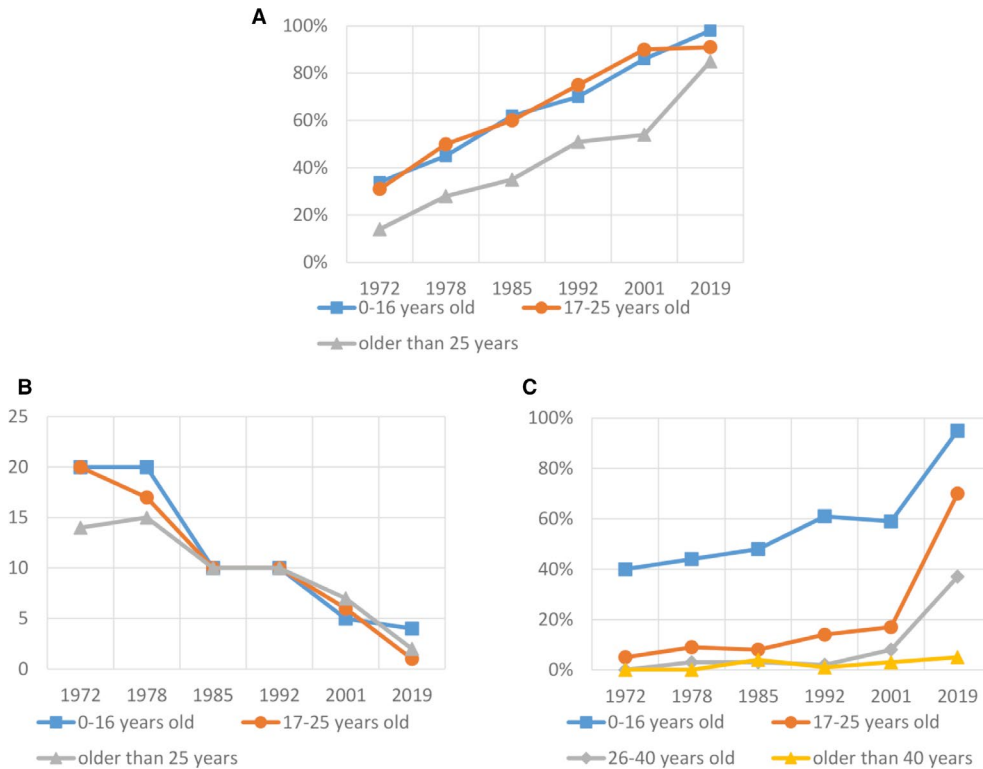 A
100%
80%
60%
40%
20%
0%
1972 1978 1985 1992 2001 2019
0-16 years old 17-25 years old
older than 25 years
B
25
20
15
10
5
0
1972 1978 1985 1992 2001 2019
0-16 years old 17-25 years old
older than 25 years
C
100%
80%
60%
40%
20%
0%
1972 1978 1985 1992 2001 2019
0-16 years old 17-25 years old
26-40 years old older than 40 years